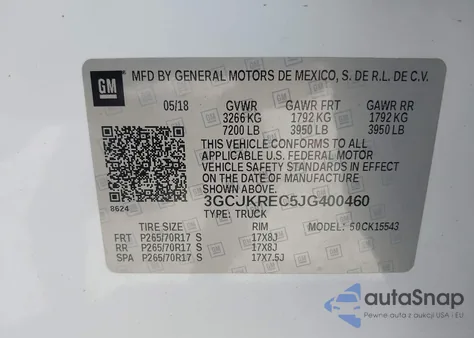 GM
MFD BY GENERAL MOTORS DE MEXICO, S. DE R.L. DE C.V.
05/18 GVWR GAWR FRT GAWR RR
3266 KG 1792 KG 1792 KG
7200 LB 3950 LB 3950 LB
THIS VEHICLE CONFORMS TO ALL
APPLICABLE U.S. FEDERAL MOTOR
VEHICLE SAFETY STANDARDS IN EFFECT
ON THE DATE OF MANUFACTURE
SHOWN ABOVE.
8624
3GCUKREC5JG400460
TYPE: TRUCK
TIRE SIZE RIM MODEL: 50CK15543
FRT P265/70R17 S 17X8J
RR P265/70R17 S 17X8J
SPA P265/70R17 S 17X7.5J
autoSnap
Pewne auta z aukcji USA i EU